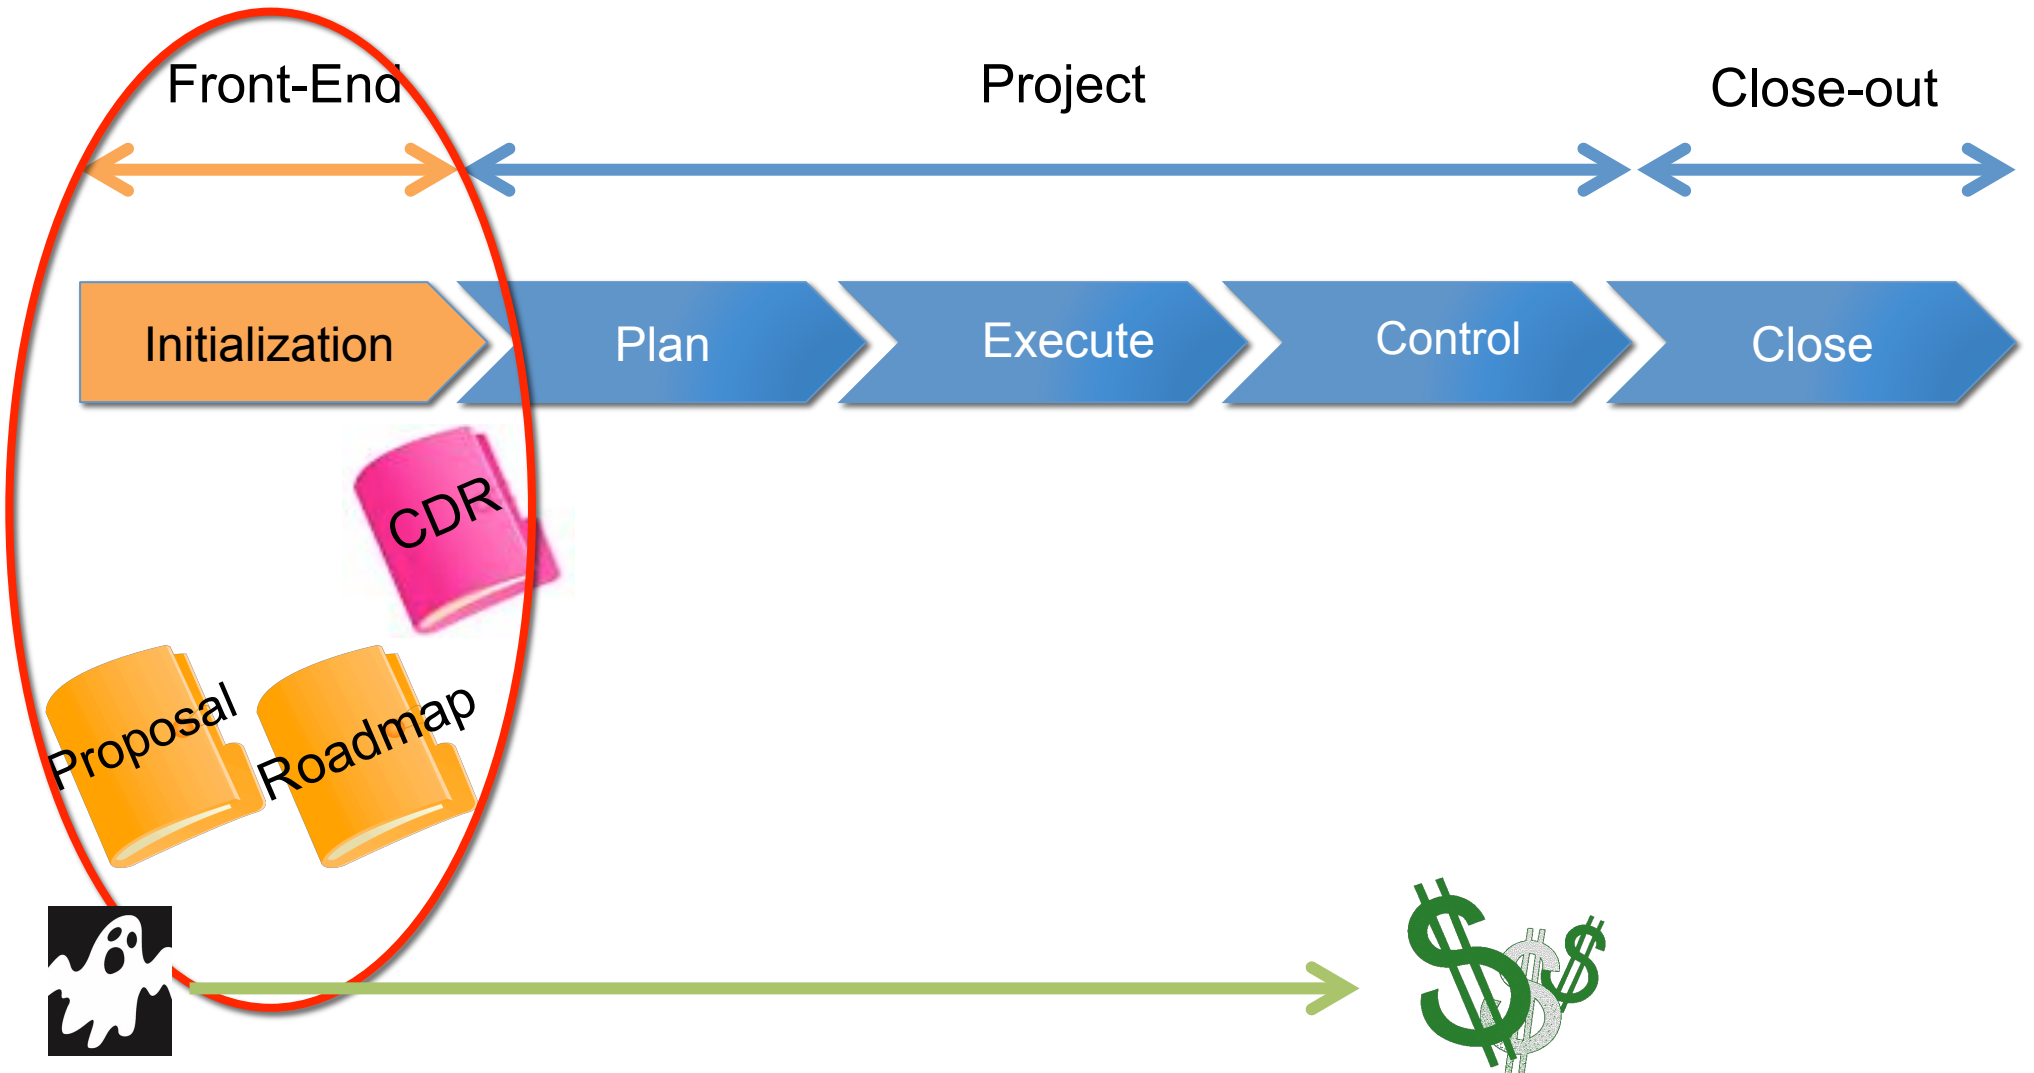 Front-End
Project
Close-out
Initialization
Plan
Execute
Control
Close
CDR
Proposal
Roadmap